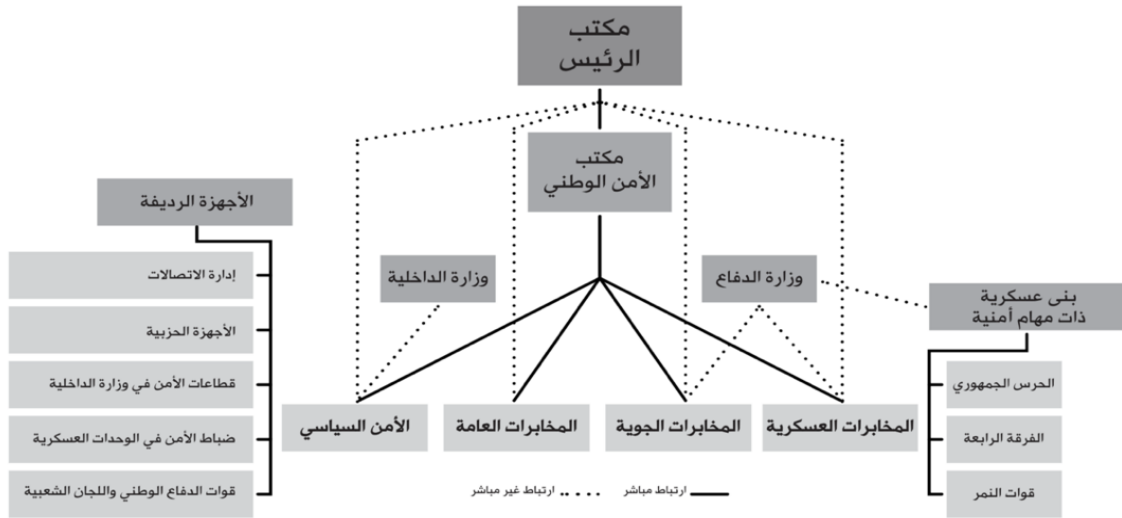 مكتب
الرئيس
مكتب
الأمن الوطني
الأجهزة الرديفة
إدارة الاتصالات
الأجهزة الحزبية
قطاعات الأمن في وزارة الداخلية
ضباط الأمن في الوحدات العسكرية
قوات الدفاع الوطني واللجان الشعبية
وزارة الداخلية
وزارة الدفاع
بنى عسكرية
ذات مهام أمنية
الحرس الجمهوري
الفرقة الرابعة
قوات النمر
المخابرات العسكرية
المخابرات الجوية
المخابرات العامة
الأمن السياسي
ارتباط مباشر
ارتباط غير مباشر